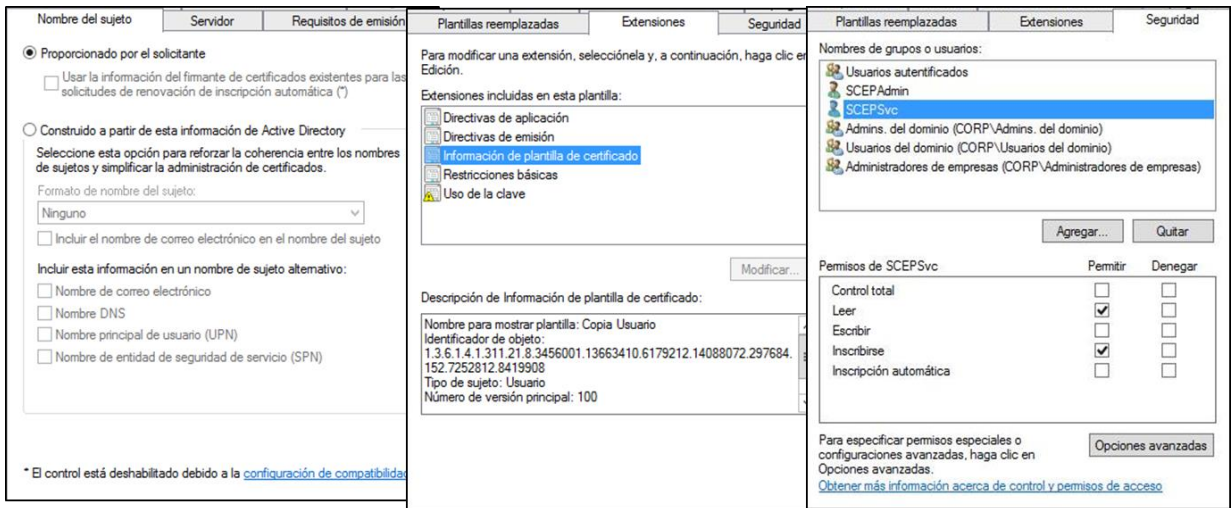 Nombre del sujeto
Servidor
Requisitos de emisión
Proporcionado por el solicitante
Usar la información del firmante de certificados existentes para las
solicitudes de renovación de inscripción automática (*)
Construido a partir de esta información de Active Directory
Seleccione esta opción para reforzar la coherencia entre los nombres
de sujetos y simplificar la administración de certificados.
Formato de nombre del sujeto:
Ninguno
Incluir el nombre de correo electrónico en el nombre del sujeto
Incluir esta información en un nombre de sujeto alternativo:
Nombre de correo electrónico
Nombre DNS
Nombre principal de usuario (UPN)
Nombre de entidad de seguridad de servicio (SPN)
* El control está deshabilitado debido a la configuración de compatibilidad
Plantillas reemplazadas
Extensiones
Seguridad
Para modificar una extensión, selecciónela y, a continuación, haga clic en
Edición.
Extensiones incluidas en esta plantilla:
Directivas de aplicación
Directivas de emisión
Información de plantilla de certificado
Restricciones básicas
Uso de la clave
Modificar...
Descripción de Información de plantilla de certificado:
Nombre para mostrar plantilla: Copia Usuario
Identificador de objeto:
1.3.6.1.4.1.311.21.8.3456001.13663410.6179212.14088072.297684.
152.7252812.8419908
Tipo de sujeto: Usuario
Número de versión principal: 100
Plantillas reemplazadas
Extensiones
Seguridad
Nombres de grupos o usuarios:
Usuarios autentificados
SCEPAdmin
SCEPSvc
Admins. del dominio (CORP\Admins. del dominio)
Usuarios del dominio (CORP\Usuarios del dominio)
Administradores de empresas (CORP\Administradores de empresas)
Agregar...
Quitar
Permisos de SCEPSvc
Permitir
Denegar
Control total
Leer
Escribir
Inscribirse
Inscripción automática
Para especificar permisos especiales o
configuraciones avanzadas, haga clic en
Opciones avanzadas.
Opciones avanzadas
Obtener más información acerca de control y permisos de acceso